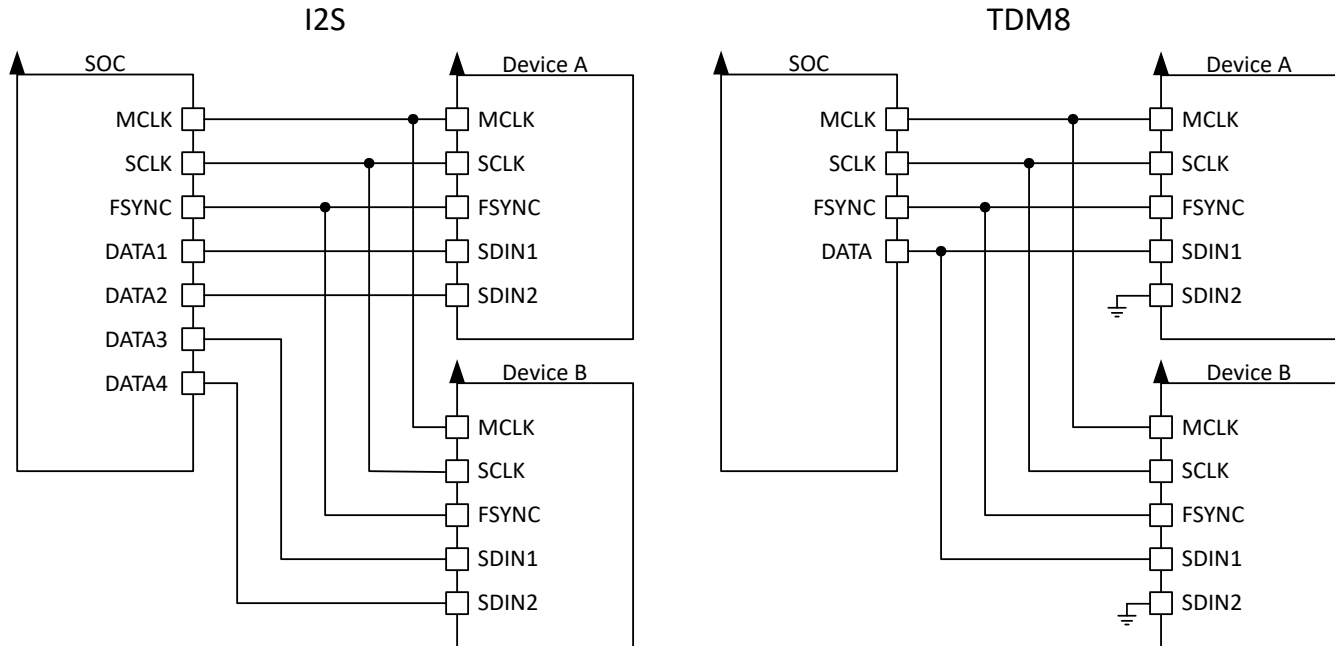 I2S
SOC
MCLK
SCLK
FSYNC
DATA1
DATA2
DATA3
DATA4
Device A
MCLK
SCLK
FSYNC
SDIN1
SDIN2
Device B
MCLK
SCLK
FSYNC
SDIN1
SDIN2
TDM8
SOC
MCLK
SCLK
FSYNC
DATA
Device A
MCLK
SCLK
FSYNC
SDIN1
SDIN2
Device B
MCLK
SCLK
FSYNC
SDIN1
SDIN2